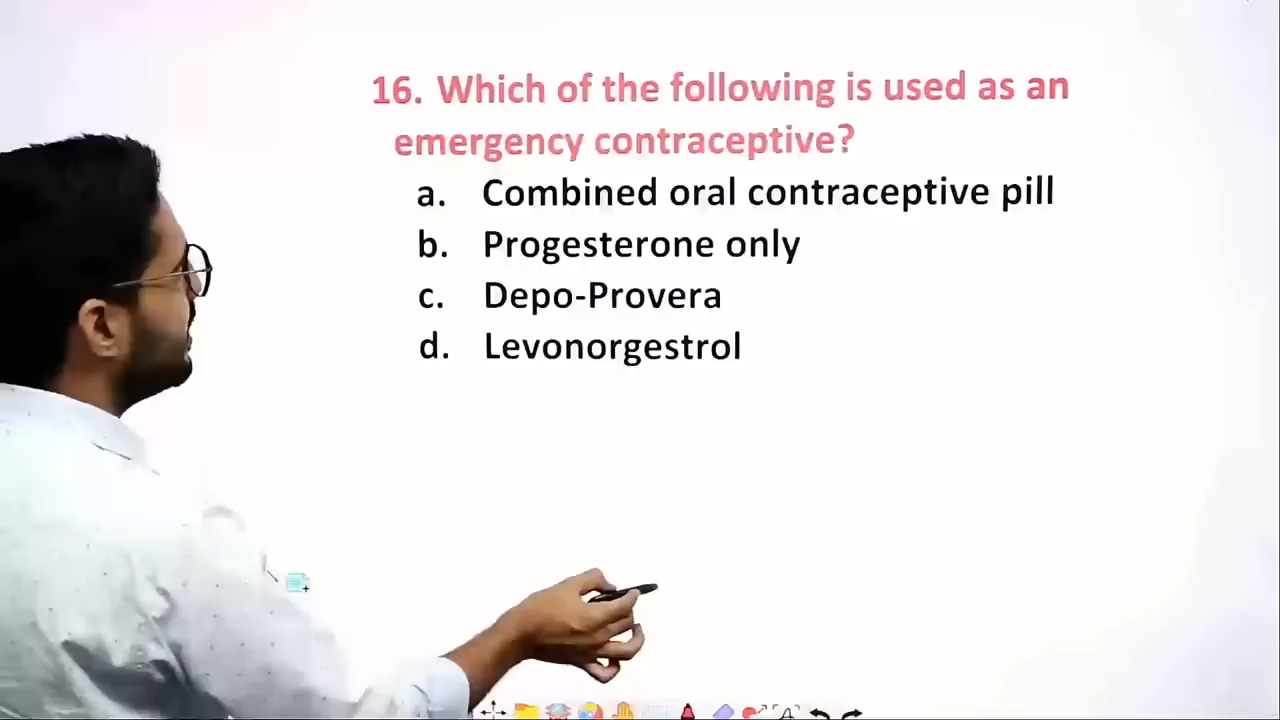 16. Which of the following is used as an
emergency contraceptive?
a. Combined oral contraceptive pill
b. Progesterone only
c. Depo-Provera
d. Levonorgestrol